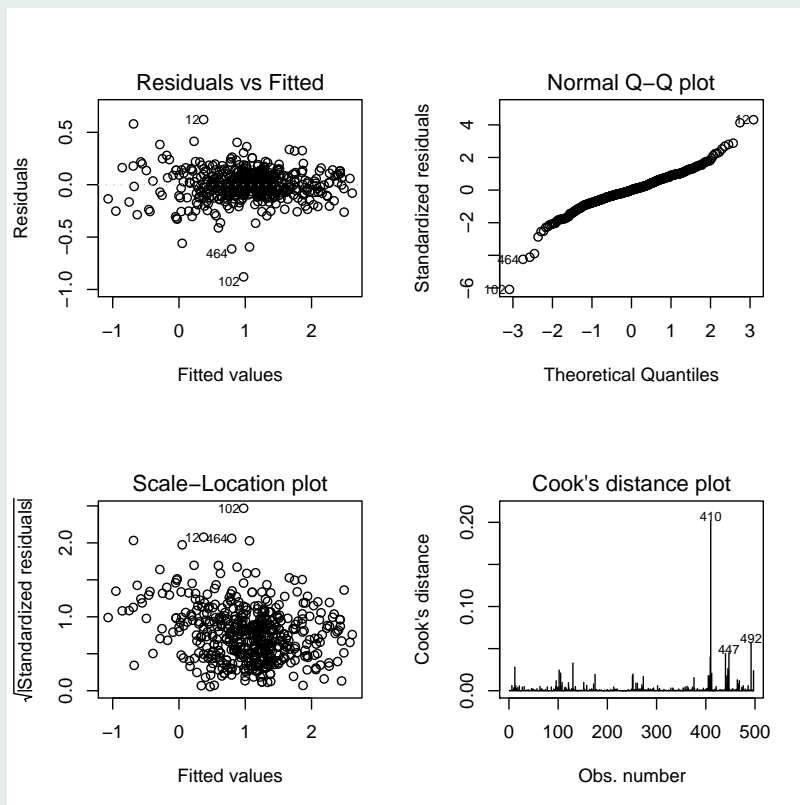 Residuals vs Fitted
Residuals
0.5
0.0
−0.5
−1.0
12
464
102
−1 0 1 2
Fitted values
Normal Q−Q plot
Standardized residuals
4
2
0
−2
−6
12
464
102
−3 −2 −1 0 1 2 3
Theoretical Quantiles
Scale−Location plot
√|Standardized residuals|
2.0
1.0
0.0
102
12
464
−1 0 1 2
Fitted values
Cook's distance plot
Cook's distance
0.20
0.10
0.00
410
492
447
0 100 200 300 400 500
Obs. number